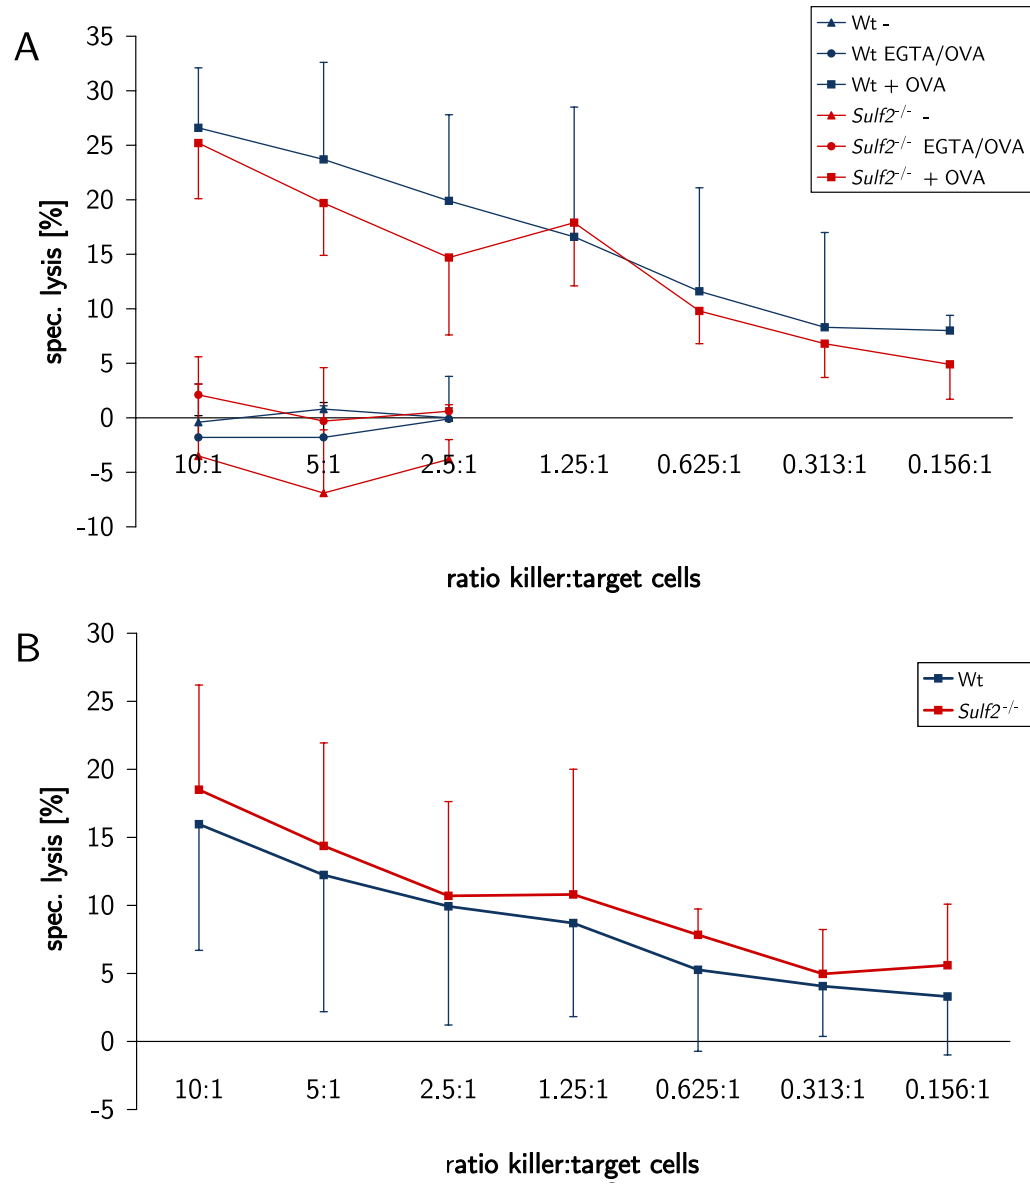 A
Wt -
Wt EGTA/OVA
Wt + OVA
Sulf2-/- -
Sulf2-/- EGTA/OVA
Sulf2-/- + OVA
35
30
25
20
15
10
5
0
-5
-10
spec. lysis [%]
10:1 5:1 2.5:1 1.25:1 0.625:1 0.313:1 0.156:1
ratio killer:target cells
B
Wt
Sulf2-/-
30
25
20
15
10
5
0
-5
spec. lysis [%]
10:1 5:1 2.5:1 1.25:1 0.625:1 0.313:1 0.156:1
ratio killer:target cells